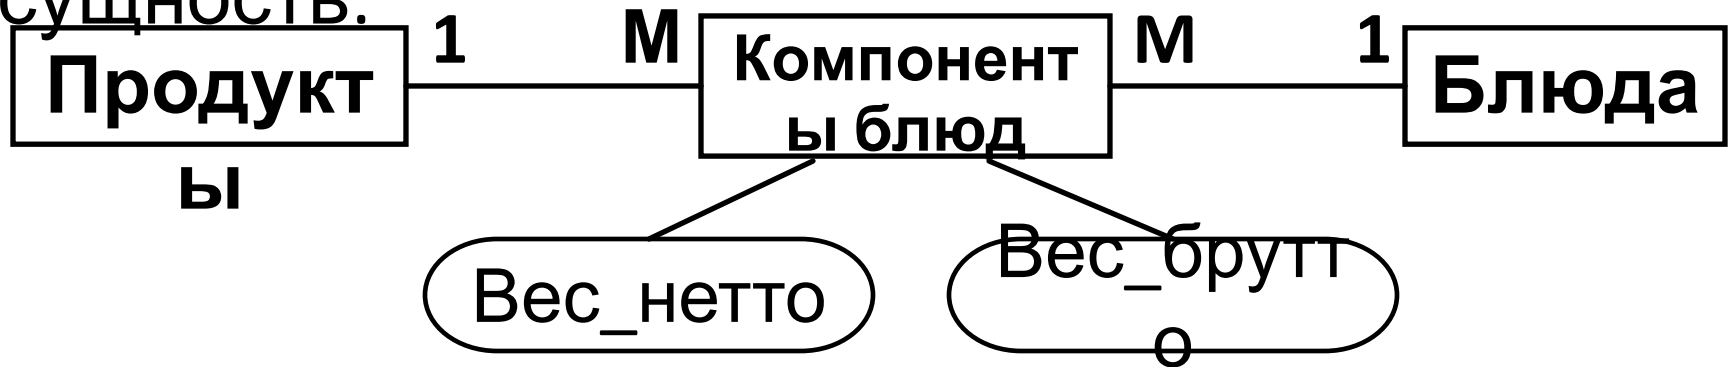 сущность.
1
М
М
1
Продукт
ы
Компонент
ы блюд
Блюда
Вес_нетто
Вес_брутт
о